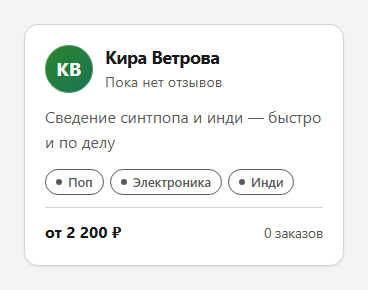 КВ
Кира Ветрова
Пока нет отзывов
Сведение синтпопа и инди — быстро
и по делу
Поп
Электроника
Инди
от 2 200 ₽
0 заказов